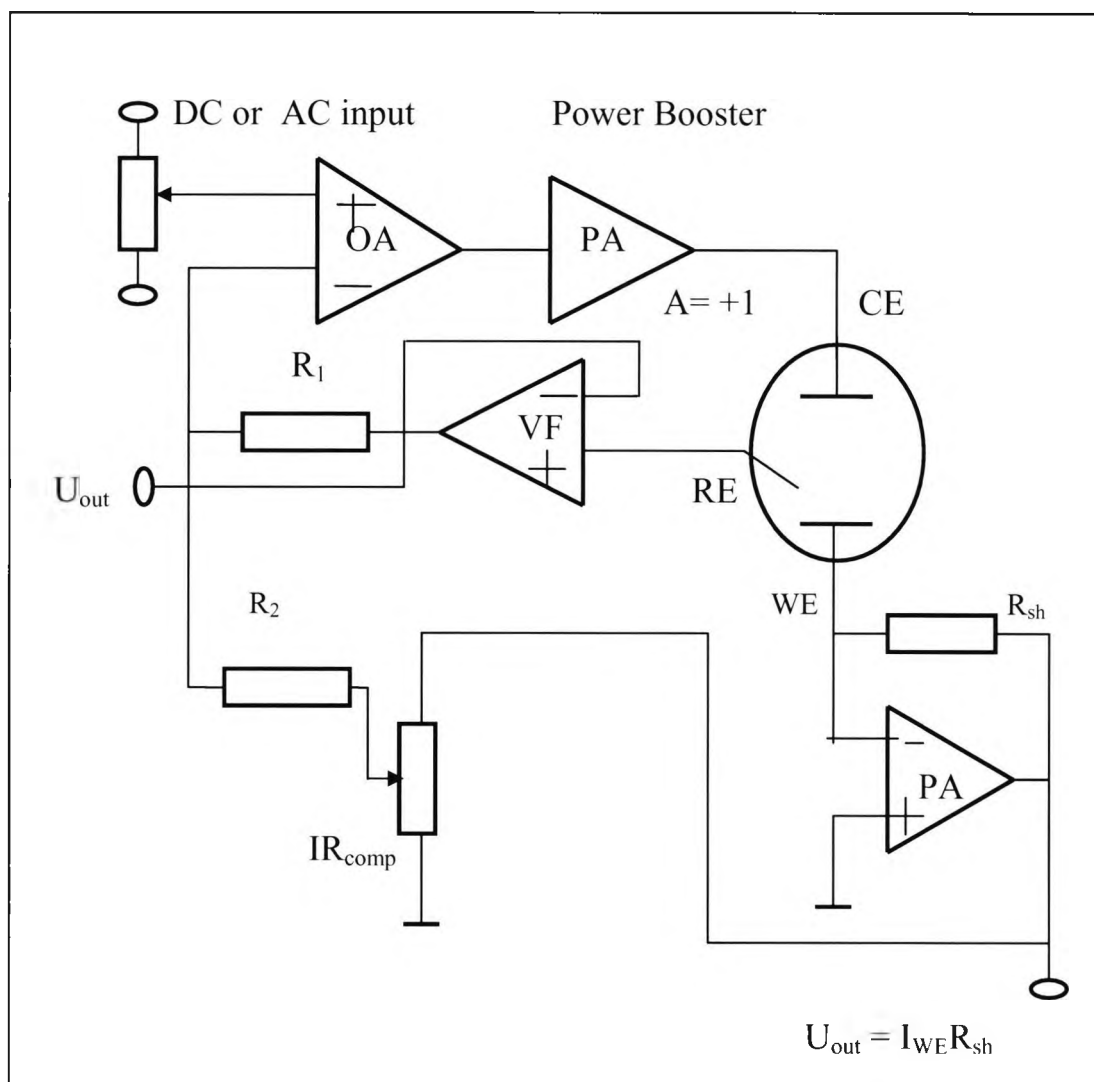 DC or AC input
Power Booster
+
OA
−
PA
A= +1
CE
R₁
−
VF
+
RE
Uout
WE
R₂
Rsh
−
PA
+
IRcomp
Uout = IWERsh